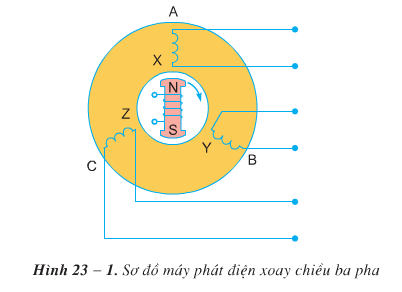 A
X
N
Z
S
Y
B
C
Hình 23 – 1. Sơ đồ máy phát điện xoay chiều ba pha